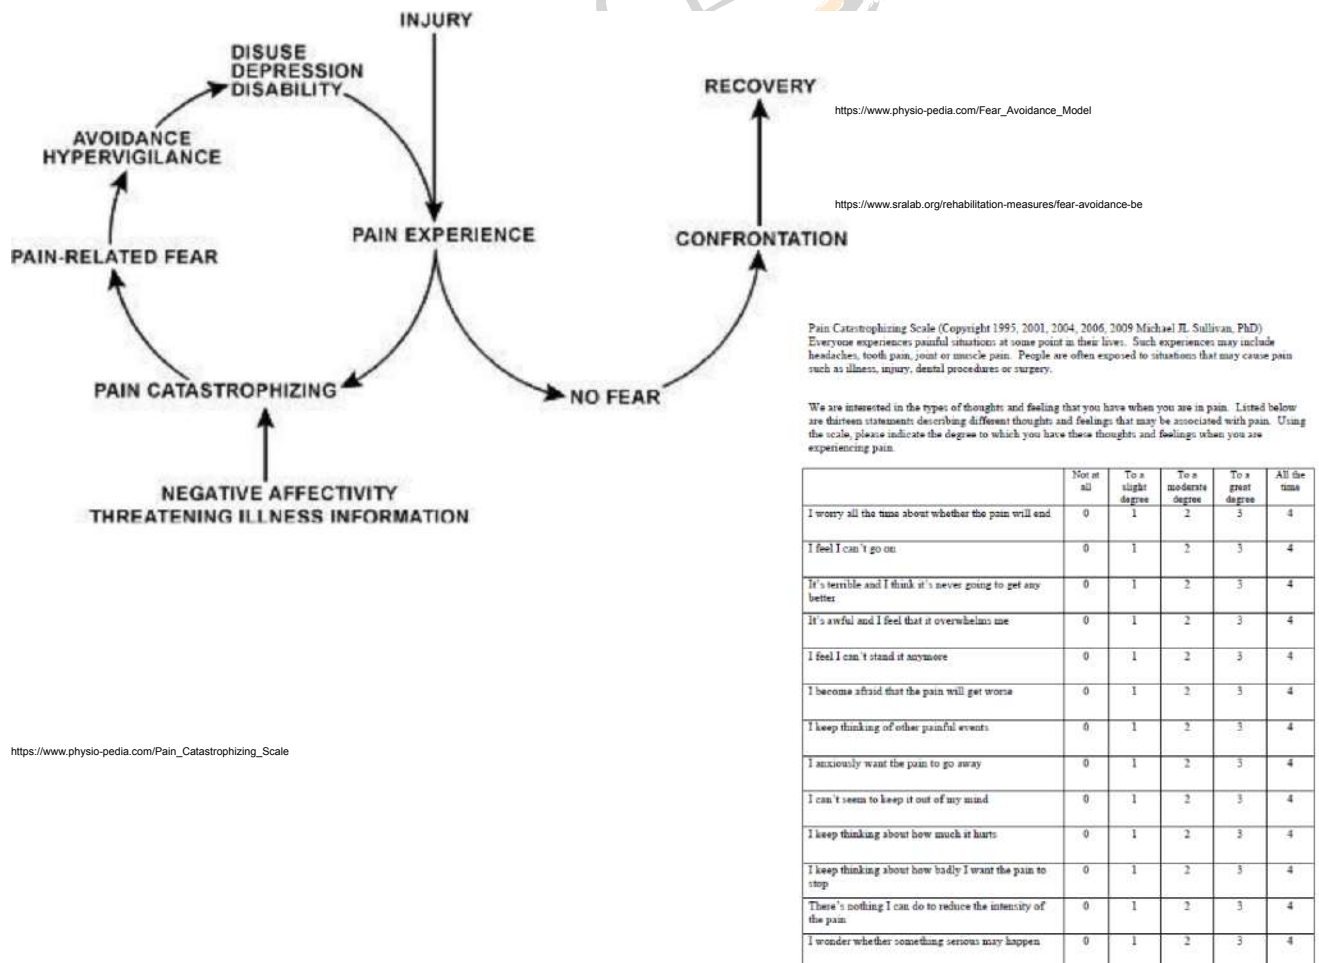 INJURY
DISUSE
DEPRESSION
DISABILITY
RECOVERY
https://www.physio-pedia.com/Fear_Avoidance_Model
AVOIDANCE
HYPERVIGILANCE
https://www.sralab.org/rehabilitation-measures/fear-avoidance-be
PAIN EXPERIENCE
CONFRONTATION
PAIN-RELATED FEAR
PAIN CATASTROPHIZING
NO FEAR
NEGATIVE AFFECTIVITY
THREATENING ILLNESS INFORMATION
Pain Catastrophizing Scale (Copyright 1995, 2001, 2004, 2006, 2009 Michael JL Sullivan, PhD)
Everyone experiences painful situations at some point in their lives. Such experiences may include
headaches, tooth pain, joint or muscle pain. People are often exposed to situations that may cause pain
such as illness, injury, dental procedures or surgery.
We are interested in the types of thoughts and feeling that you have when you are in pain. Listed below
are thirteen statements describing different thoughts and feelings that may be associated with pain. Using
the scale, please indicate the degree to which you have these thoughts and feelings when you are
experiencing pain.
Not at all To a slight degree To a moderate degree To a great degree All the time
I worry all the time about whether the pain will end 0 1 2 3 4
I feel I can't go on 0 1 2 3 4
It's terrible and I think it's never going to get any
better 0 1 2 3 4
It's awful and I feel that it overwhelms me 0 1 2 3 4
I feel I can't stand it anymore 0 1 2 3 4
I become afraid that the pain will get worse 0 1 2 3 4
I keep thinking of other painful events 0 1 2 3 4
I anxiously want the pain to go away 0 1 2 3 4
I can't seem to keep it out of my mind 0 1 2 3 4
I keep thinking about how much it hurts 0 1 2 3 4
I keep thinking about how badly I want the pain to
stop 0 1 2 3 4
There's nothing I can do to reduce the intensity of
the pain 0 1 2 3 4
I wonder whether something serious may happen 0 1 2 3 4
https://www.physio-pedia.com/Pain_Catastrophizing_Scale